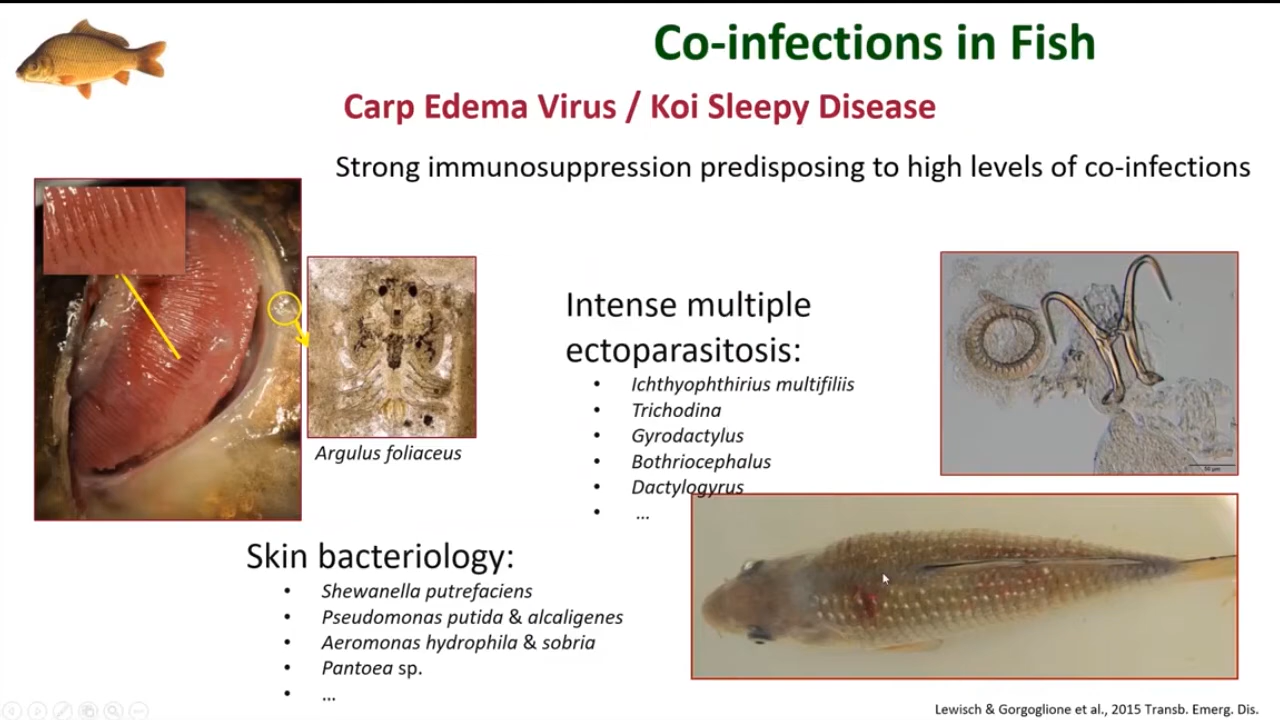 Co-infections in Fish
Carp Edema Virus / Koi Sleepy Disease
Strong immunosuppression predisposing to high levels of co-infections
Argulus foliaceus
Intense multiple
ectoparasitosis:
• Ichthyophthirius multifiliis
• Trichodina
• Gyrodactylus
• Bothriocephalus
• Dactylogyrus
• ...
Skin bacteriology:
• Shewanella putrefaciens
• Pseudomonas putida & alcaligenes
• Aeromonas hydrophila & sobria
• Pantoea sp.
• ...
Lewisch & Gorgoglione et al., 2015 Transb. Emerg. Dis.